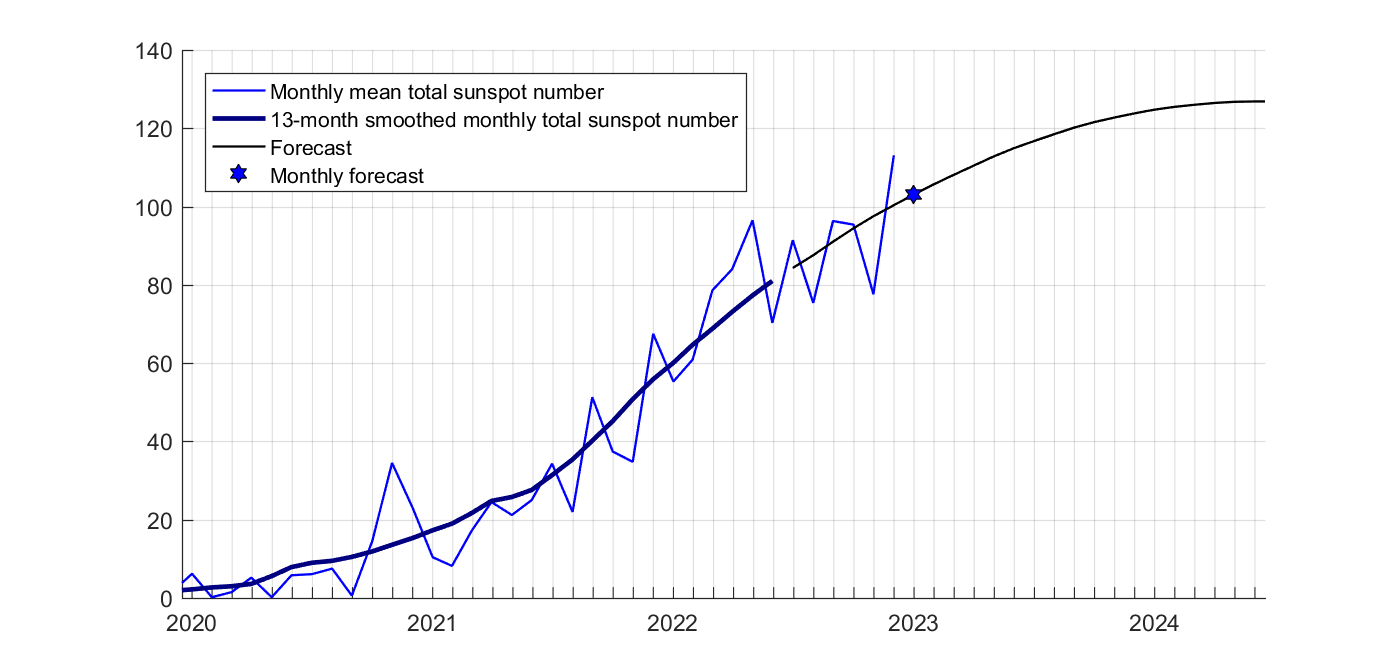 140
120
100
80
60
40
20
0
Monthly mean total sunspot number
13-month smoothed monthly total sunspot number
Forecast
Monthly forecast
2020 2021 2022 2023 2024